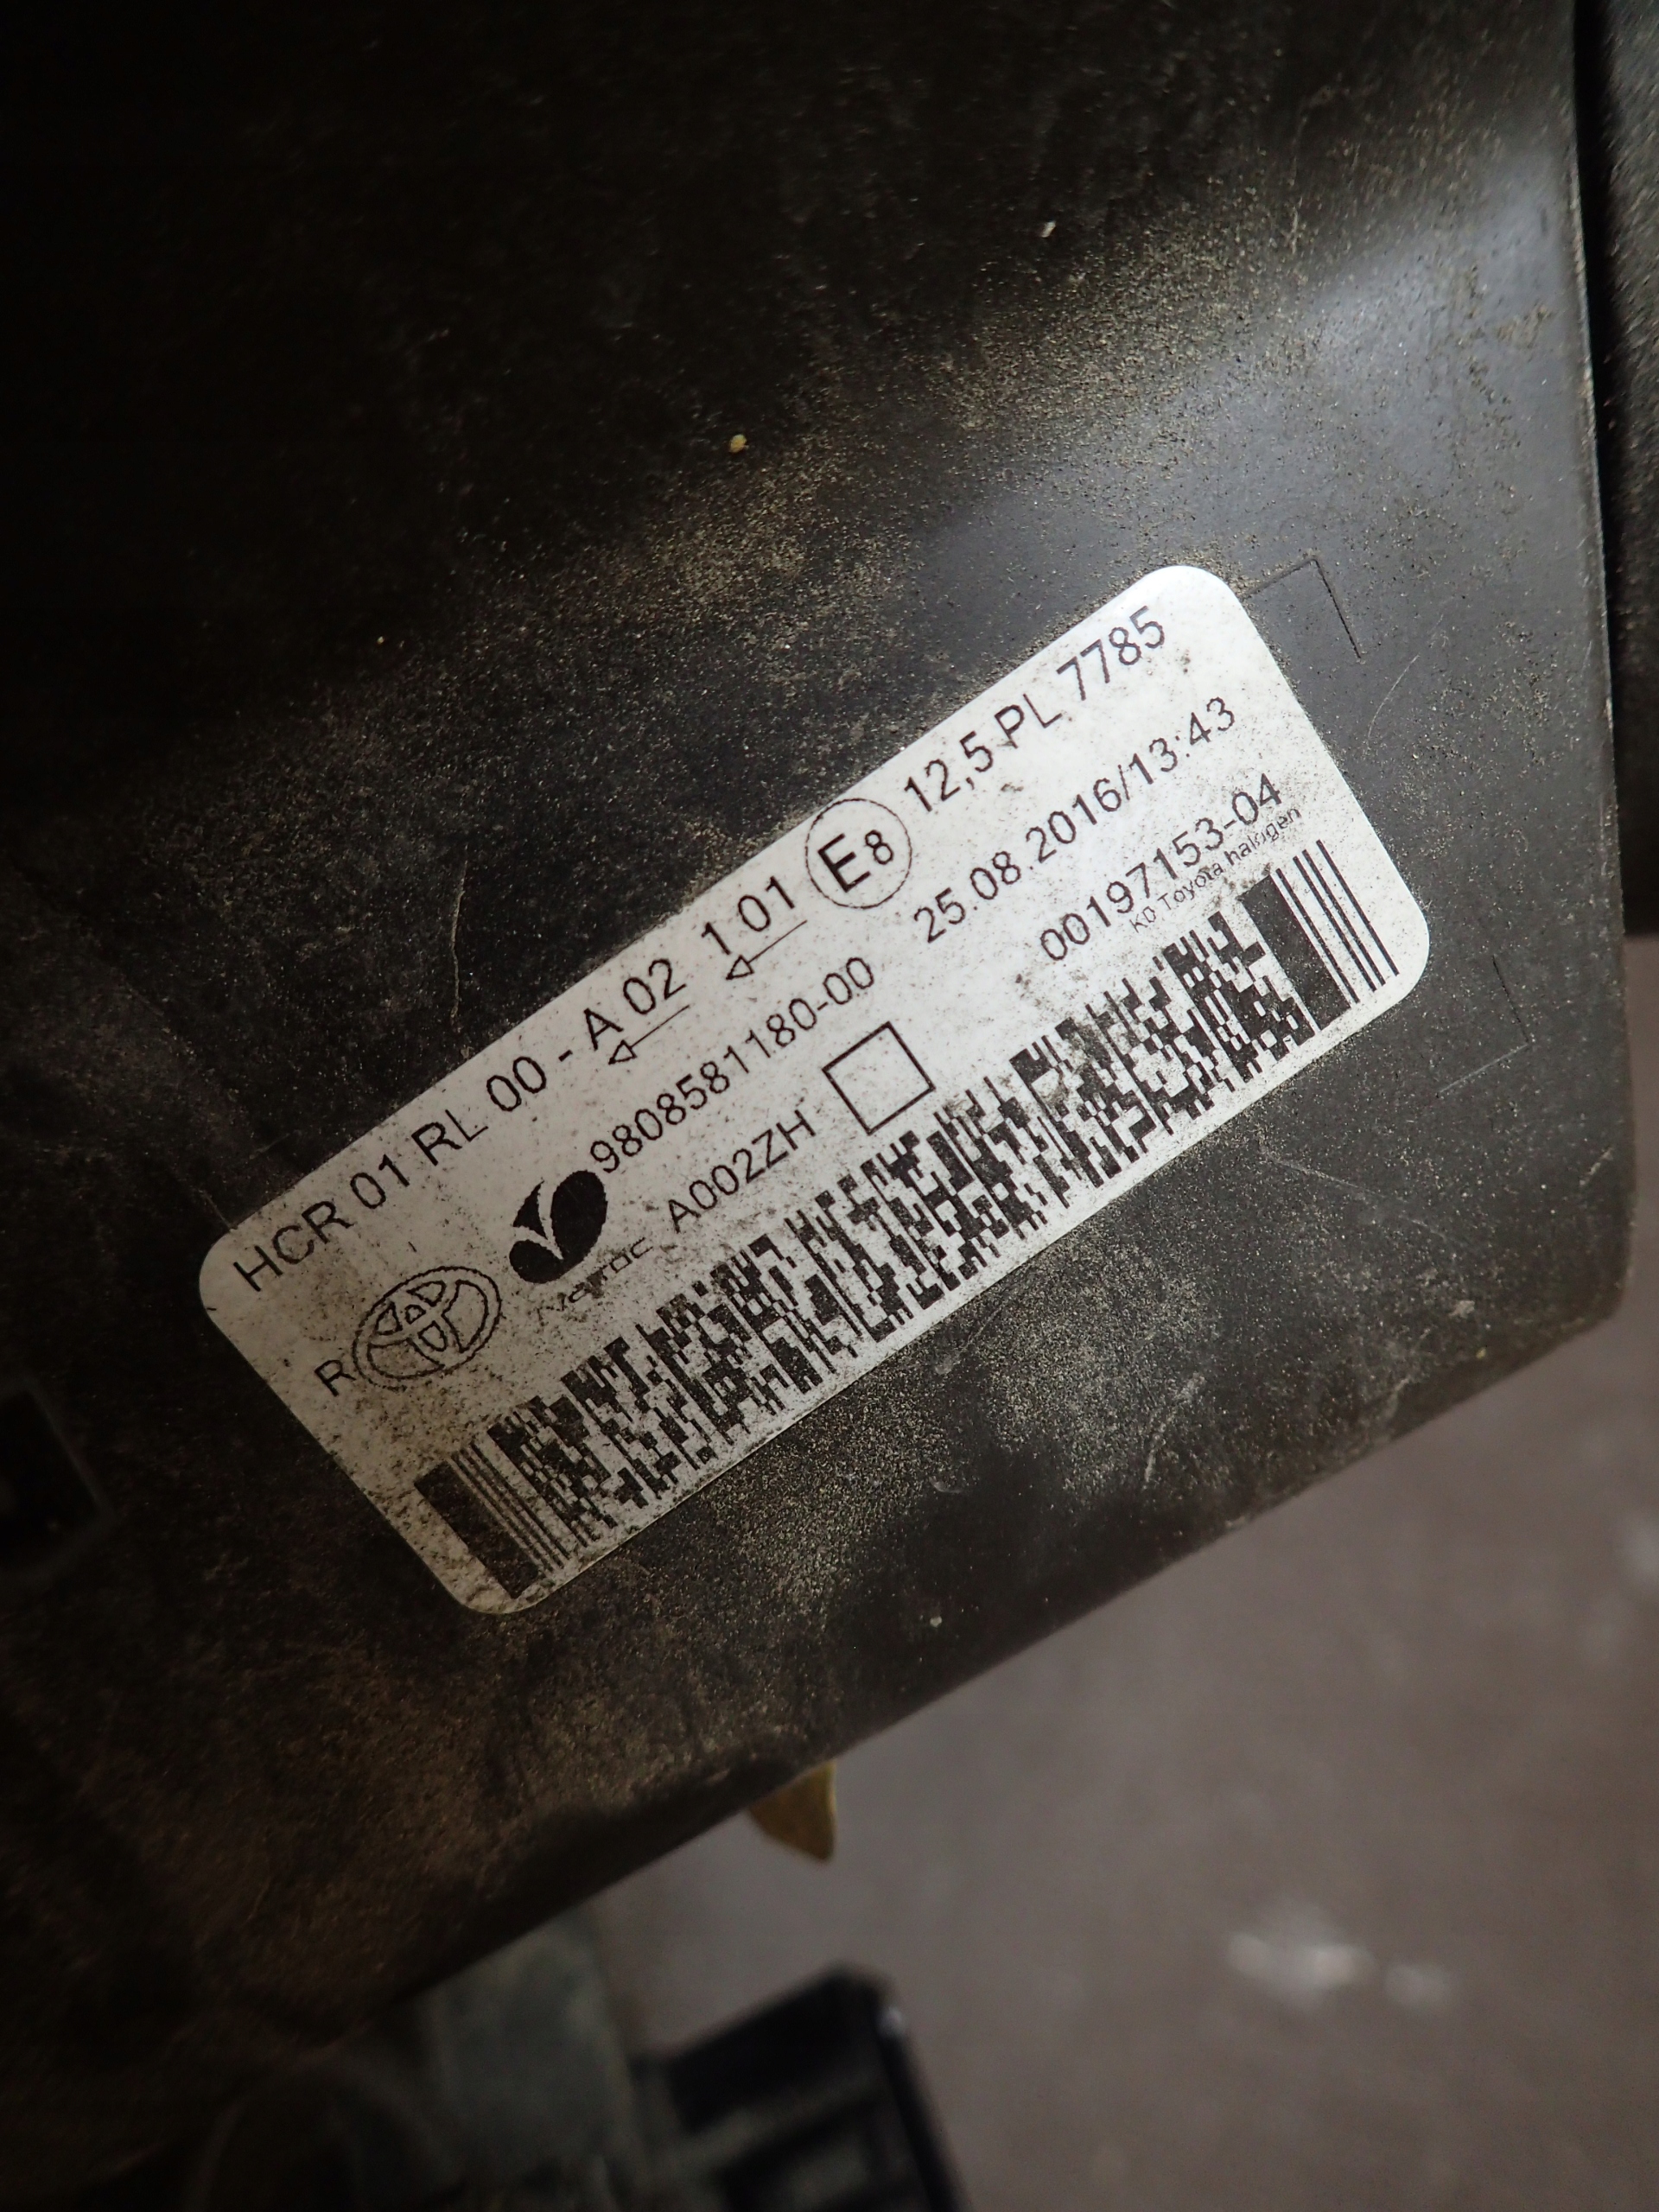 HCR 01 RL 00 - A 02 1 01 E8 12,5 PL 7785
R 9808581180-00 25.08.2016/13:43
A002ZH 00197153-04
K0 Toyota halogen